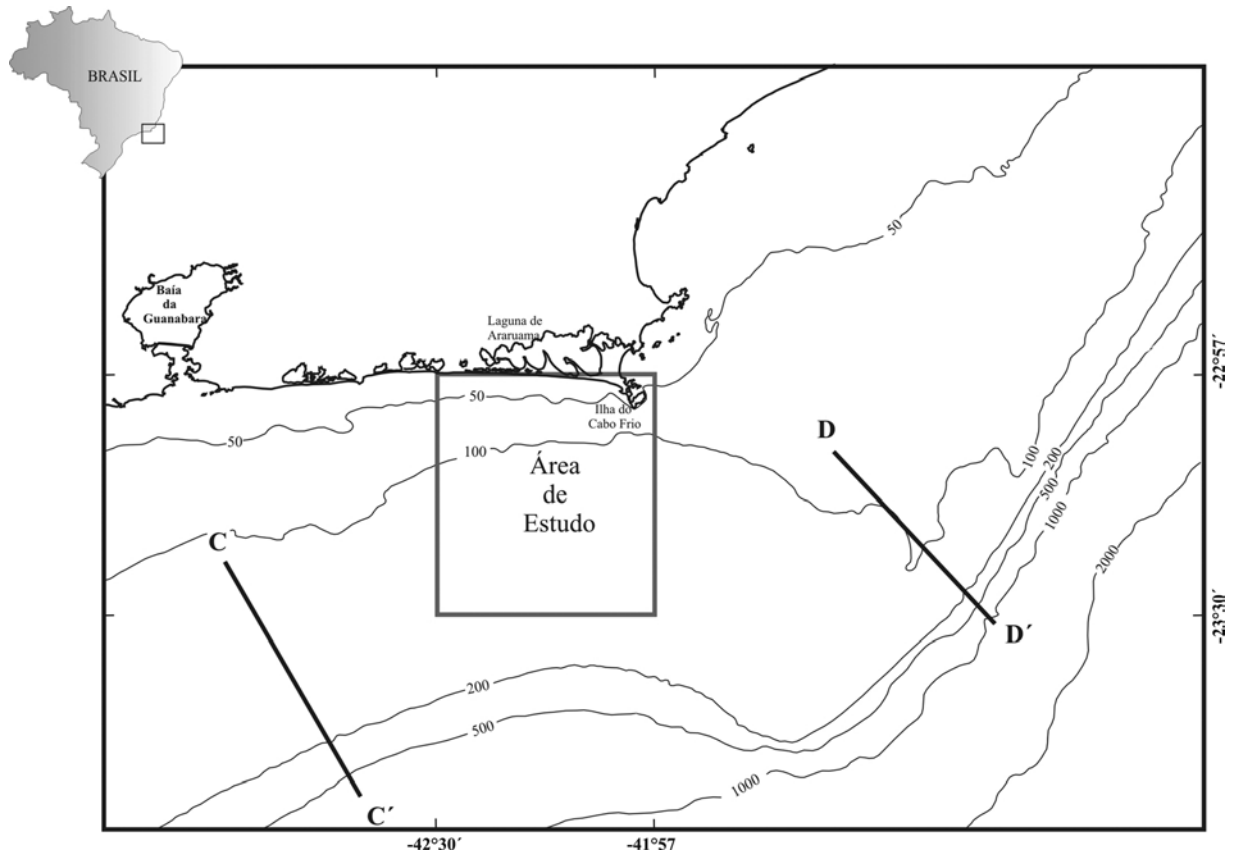 BRASIL
50
Baía
da
Guanabara
Laguna de
Araruama
-22°57´
50
50
Ilha do
Cabo Frio
100
Área
de
Estudo
D
100
200
500
1000
2000
C
D´
-23°30´
200
500
1000
C´
-42°30´
-41°57